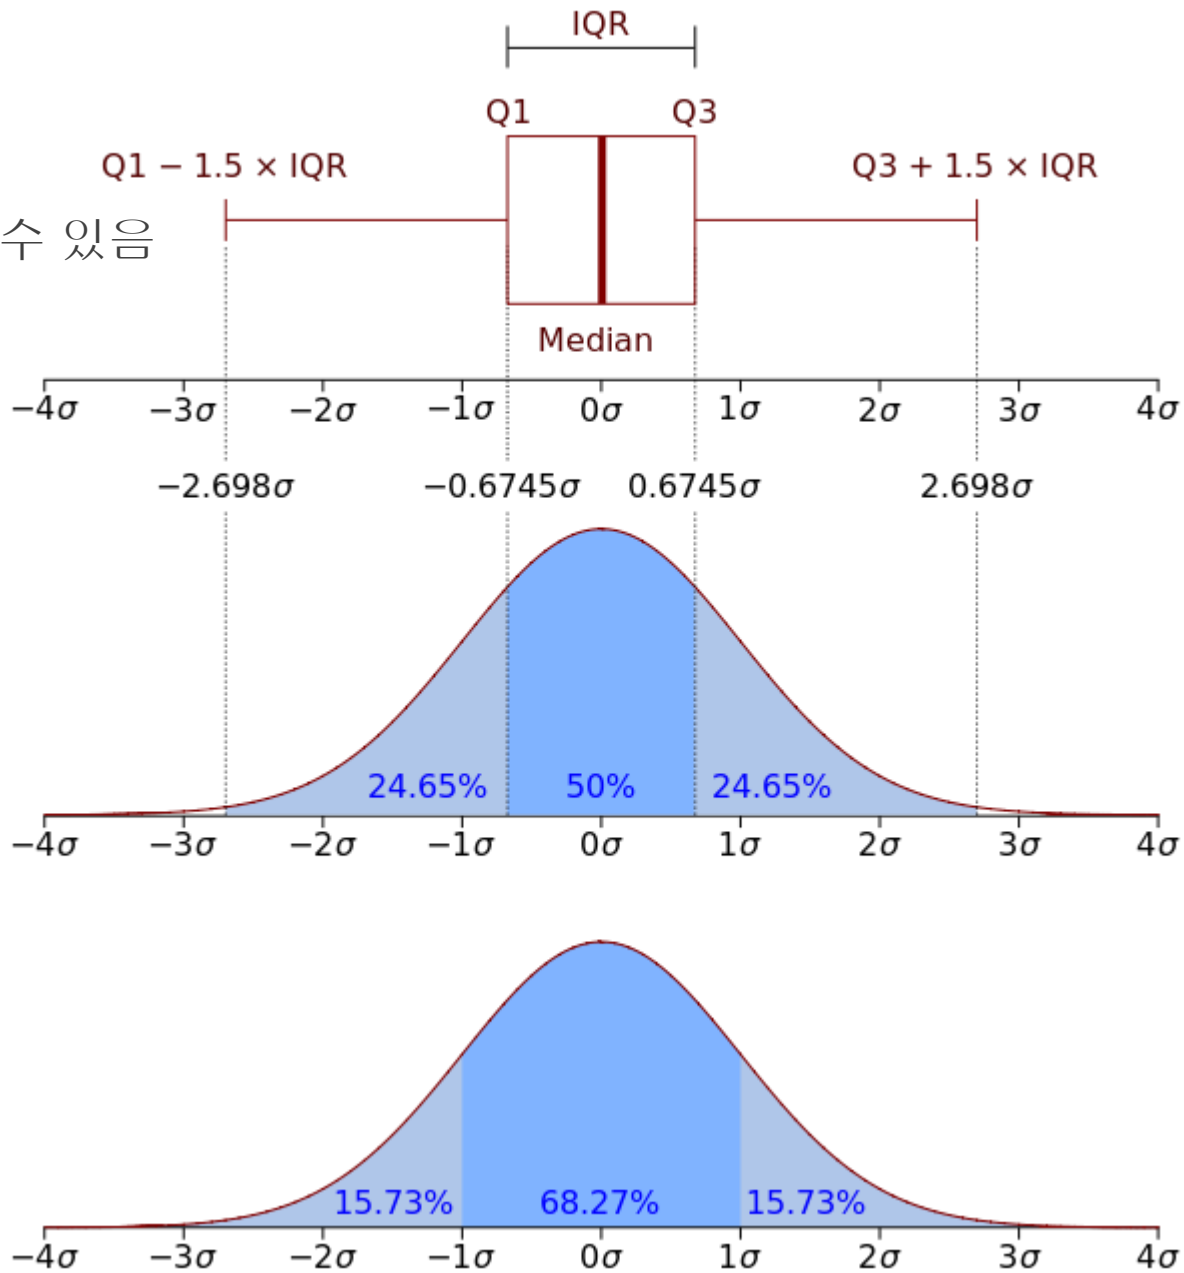 IQR
Q1 Q3
Q1 − 1.5 × IQR Q3 + 1.5 × IQR
수 있음
Median
−4σ −3σ −2σ −1σ 0σ 1σ 2σ 3σ 4σ
−2.698σ −0.6745σ 0.6745σ 2.698σ
24.65% 50% 24.65%
−4σ −3σ −2σ −1σ 0σ 1σ 2σ 3σ 4σ
15.73% 68.27% 15.73%
−4σ −3σ −2σ −1σ 0σ 1σ 2σ 3σ 4σ